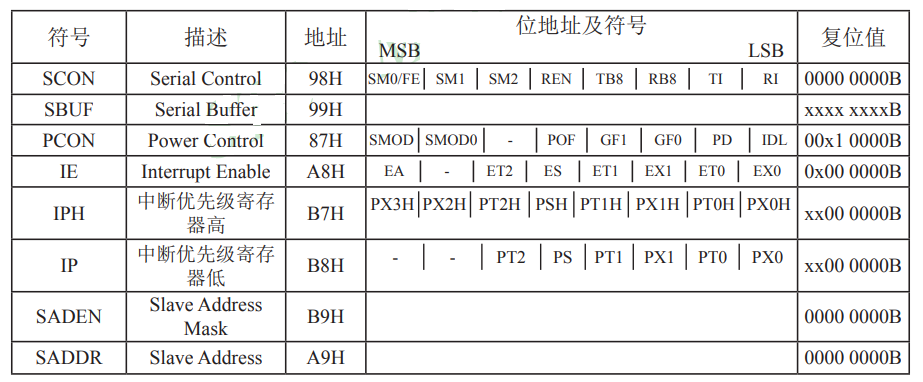 符号 描述 地址 位地址及符号 复位值
MSB LSB
SCON Serial Control 98H SM0/FE SM1 SM2 REN TB8 RB8 TI RI 0000 0000B
SBUF Serial Buffer 99H xxxx xxxxB
PCON Power Control 87H SMOD SMOD0 - POF GF1 GF0 PD IDL 00x1 0000B
IE Interrupt Enable A8H EA - ET2 ES ET1 EX1 ET0 EX0 0x00 0000B
IPH 中断优先级寄存 B7H PX3H PX2H PT2H PSH PT1H PX1H PT0H PX0H xx00 0000B
器高
IP 中断优先级寄存 B8H - - PT2 PS PT1 PX1 PT0 PX0 xx00 0000B
器低
SADEN Slave Address B9H 0000 0000B
Mask
SADDR Slave Address A9H 0000 0000B